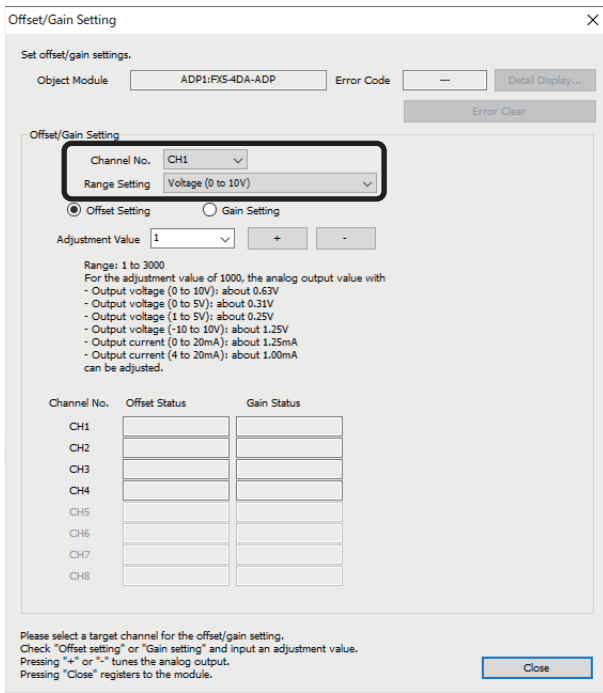 Offset/Gain Setting
Set offset/gain settings.
Object Module ADP1:FX5-4DA-ADP Error Code --- Detail Display...
Error Clear
Offset/Gain Setting
Channel No. CH1
Range Setting Voltage (0 to 10V)
Offset Setting Gain Setting
Adjustment Value 1 + -
Range: 1 to 3000
For the adjustment value of 1000, the analog output value with
- Output voltage (0 to 10V): about 0.63V
- Output voltage (0 to 5V): about 0.31V
- Output voltage (1 to 5V): about 0.25V
- Output voltage (-10 to 10V): about 1.25V
- Output current (0 to 20mA): about 1.25mA
- Output current (4 to 20mA): about 1.00mA
can be adjusted.
Channel No. Offset Status Gain Status
CH1
CH2
CH3
CH4
CH5
CH6
CH7
CH8
Please select a target channel for the offset/gain setting.
Check "Offset setting" or "Gain setting" and input an adjustment value.
Pressing "+" or "-" tunes the analog output.
Pressing "Close" registers to the module.
Close